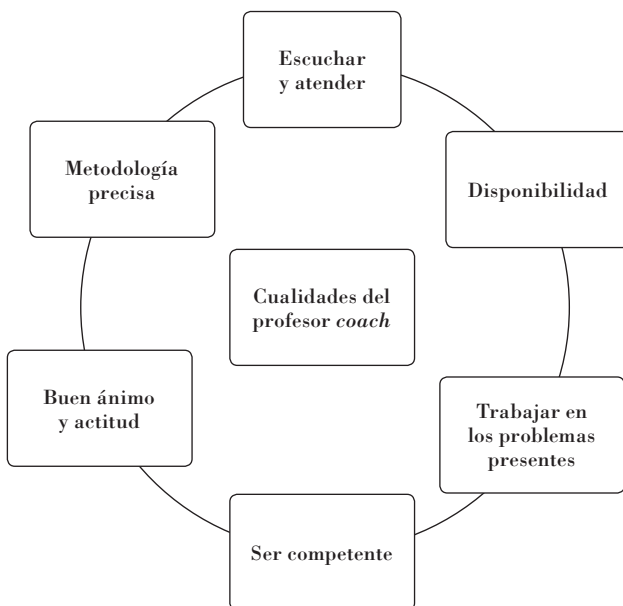 Escuchar
y atender
Disponibilidad
Trabajar en
los problemas
presentes
Ser competente
Buen ánimo
y actitud
Metodología
precisa
Cualidades del
profesor coach